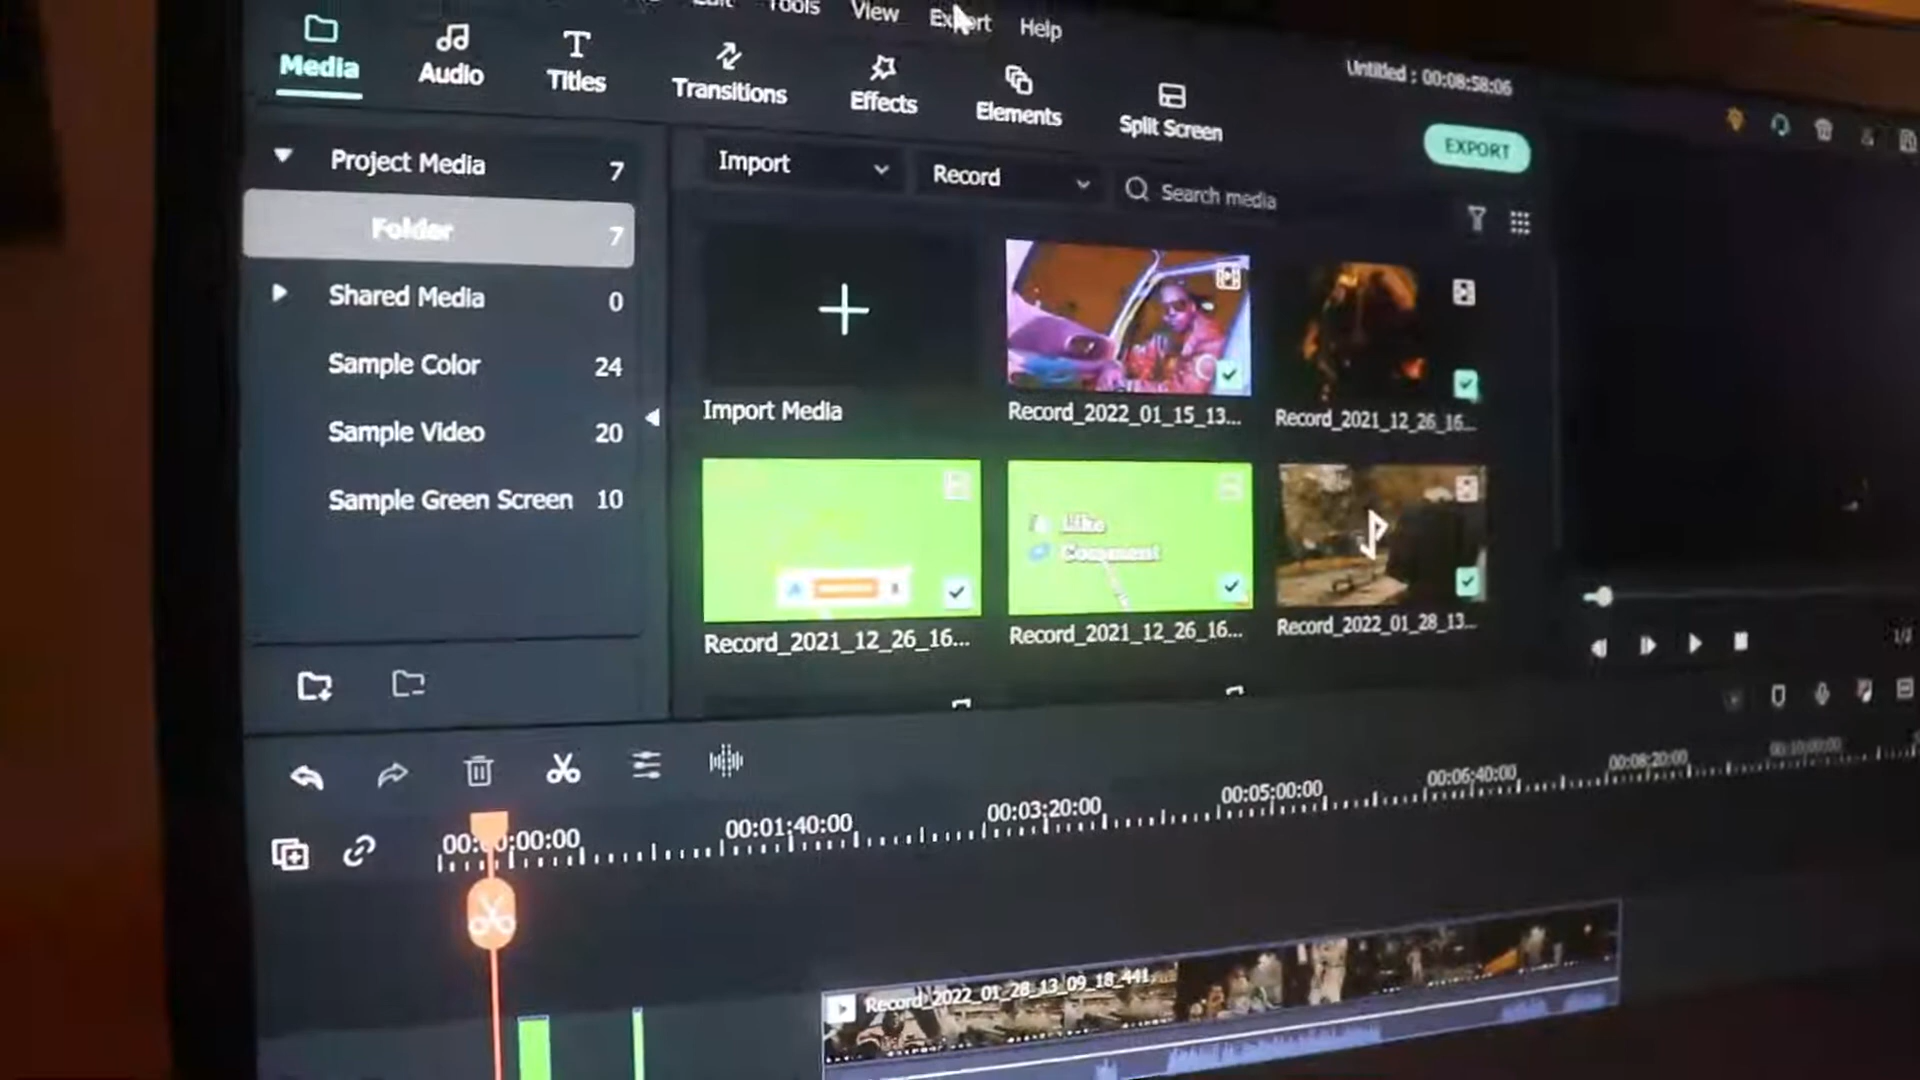 Tools View Export Help
Media Audio Titles Transitions Effects Elements Split Screen
Untitled : 00:08:58:06
EXPORT
Project Media 7
Folder 7
Shared Media 0
Sample Color 24
Sample Video 20
Sample Green Screen 10
Import Record Search media
Import Media
Record_2022_01_15_13...
Record_2021_12_26_16...
Like
Comment
Record_2021_12_26_16...
Record_2021_12_26_16...
Record_2022_01_28_13...
00:00:00:00 00:01:40:00 00:03:20:00 00:05:00:00 00:06:40:00 00:08:20:00 00:10:00:00
Record_2022_01_28_13_09_18_441